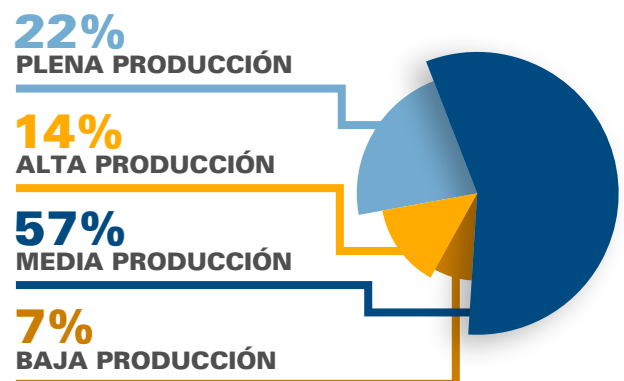 22%
PLENA PRODUCCIÓN
14%
ALTA PRODUCCIÓN
57%
MEDIA PRODUCCIÓN
7%
BAJA PRODUCCIÓN